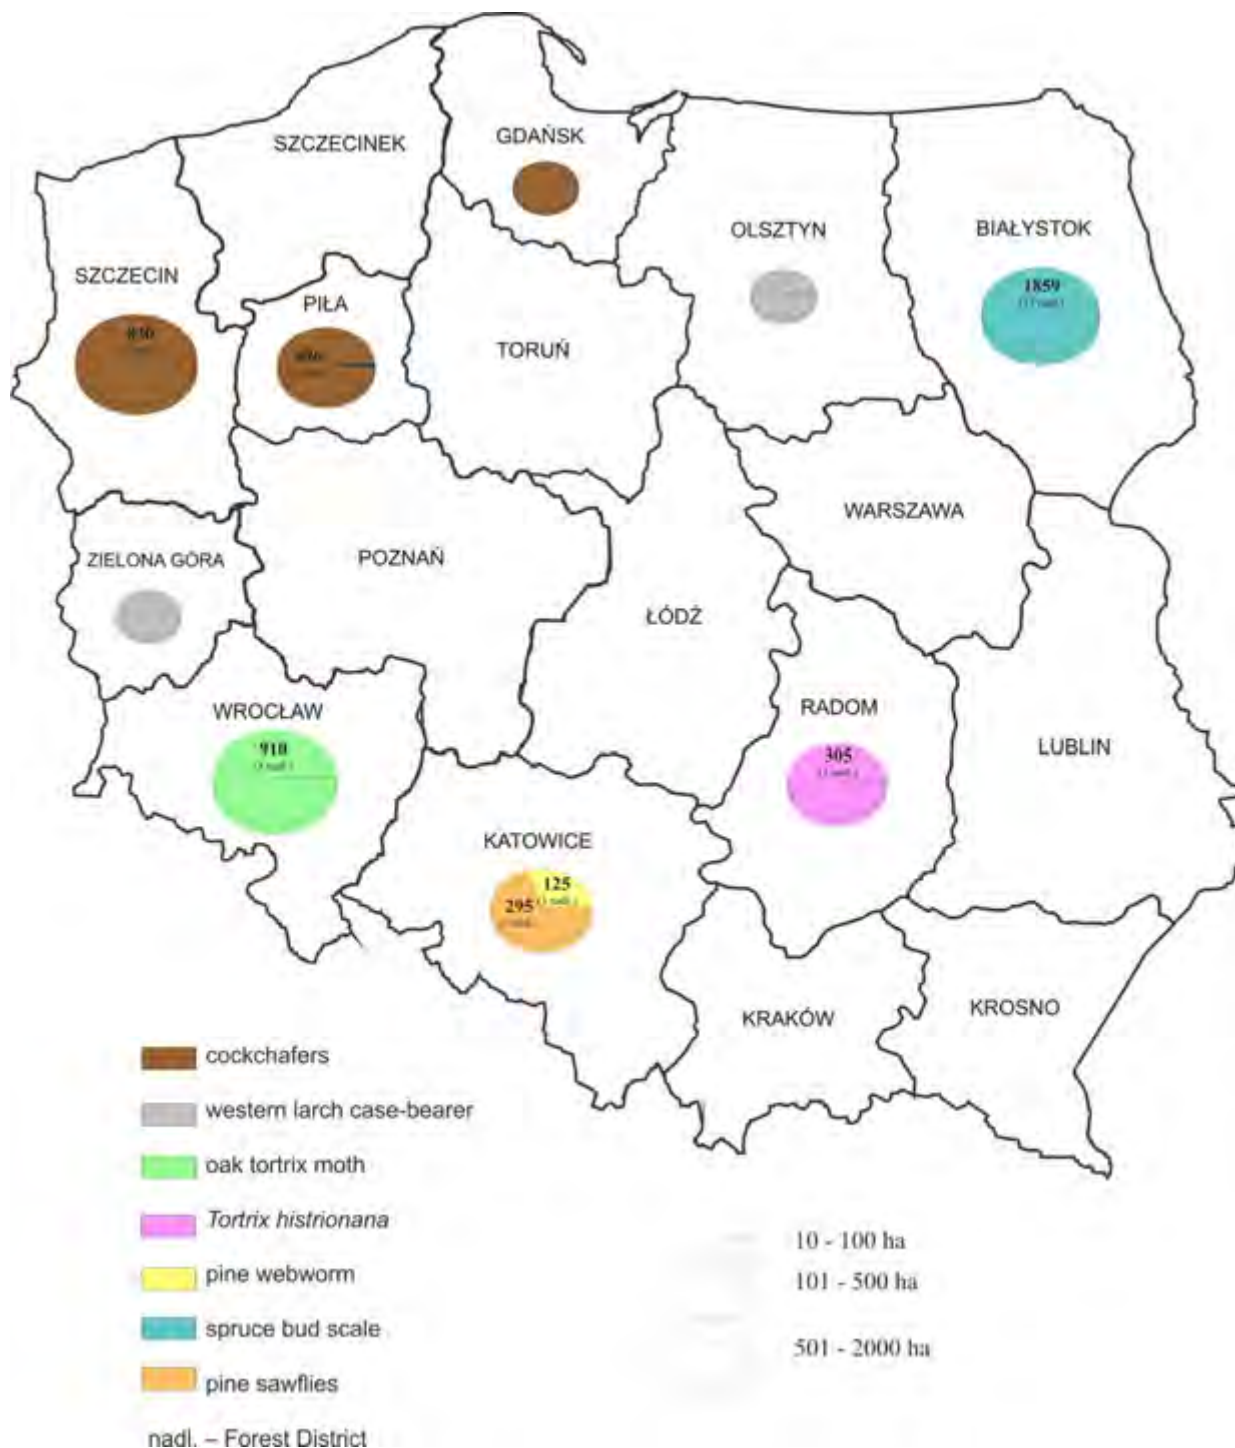 GDAŃSK
SZCZECINEK
OLSZTYN
BIAŁYSTOK
SZCZECIN
PIŁA
1859
TORUŃ
WARSZAWA
ZIELONA GÓRA
POZNAŃ
ŁÓDŹ
WROCŁAW
910
RADOM
305
LUBLIN
KATOWICE
125
(1 nadl.)
295
KRAKÓW
KROSNO
cockchafers
western larch case-bearer
oak tortrix moth
Tortrix histrionana
pine webworm
spruce bud scale
pine sawflies
nadl. – Forest District
10 - 100 ha
101 - 500 ha
501 - 2000 ha